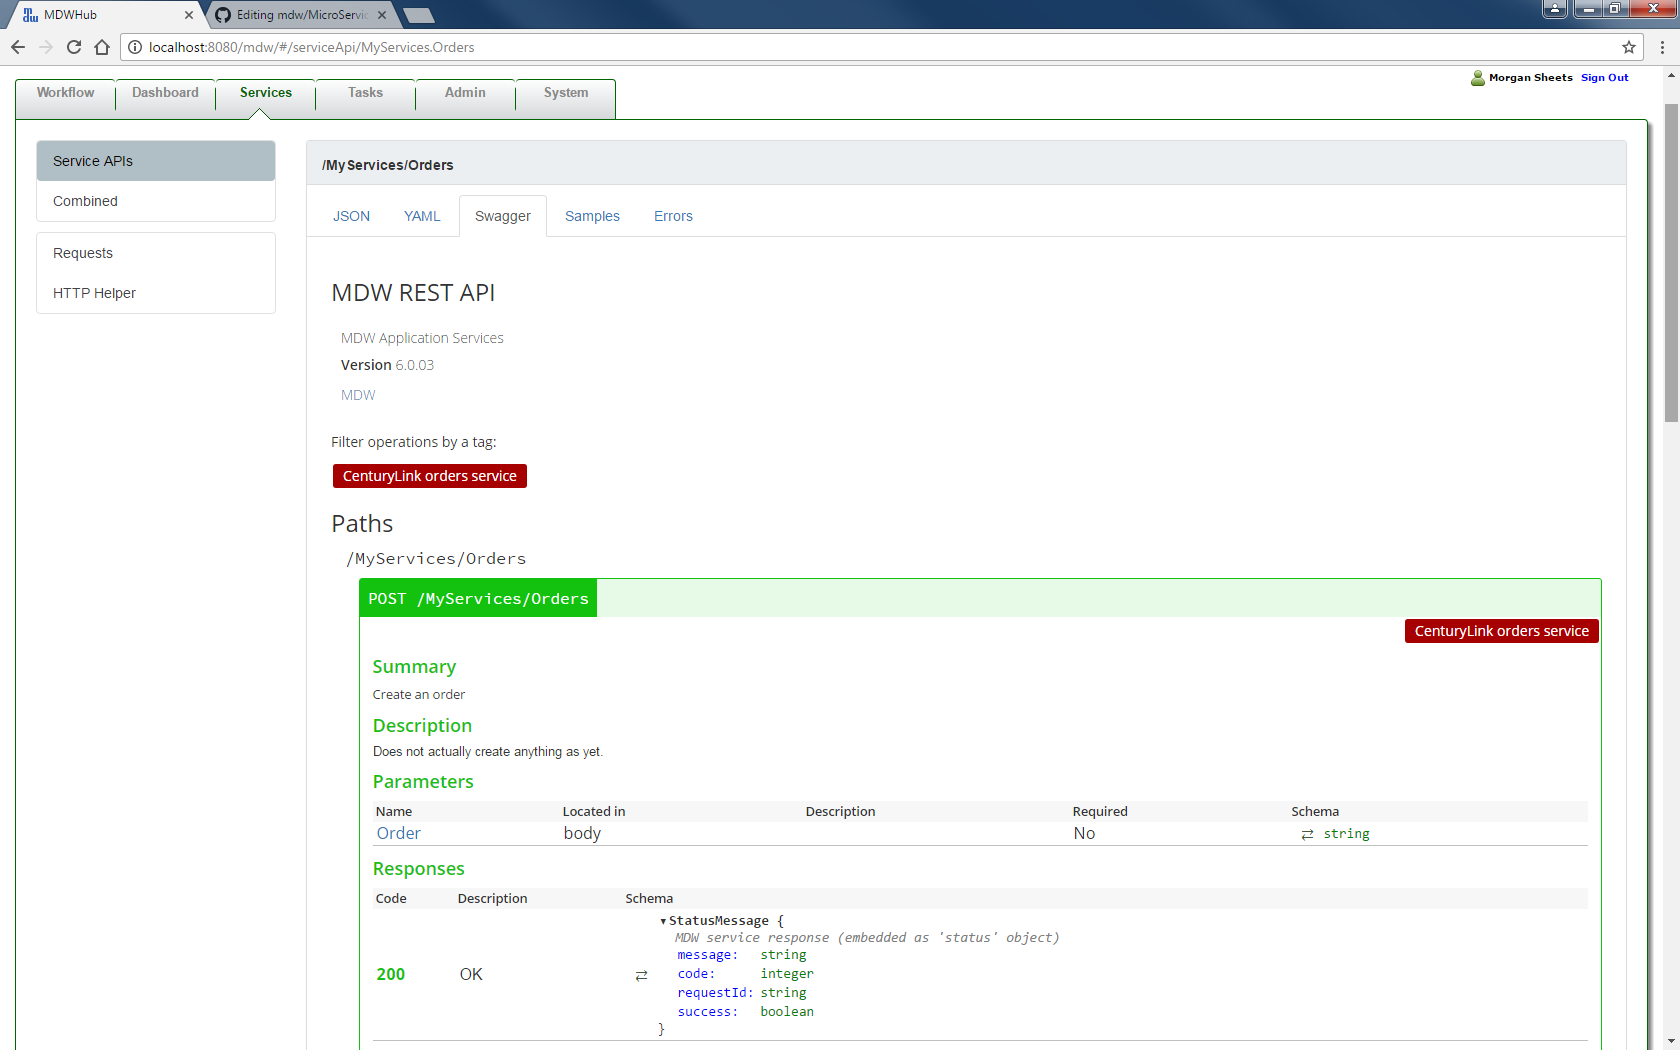 MDWHub
Editing mdw/MicroServic
localhost:8080/mdw/#/serviceApi/MyServices.Orders
Morgan Sheets Sign Out
Workflow Dashboard Services Tasks Admin System
Service APIs
Combined
Requests
HTTP Helper
/MyServices/Orders
JSON YAML Swagger Samples Errors
MDW REST API
MDW Application Services
Version 6.0.03
MDW
Filter operations by a tag:
CenturyLink orders service
Paths
/MyServices/Orders
POST /MyServices/Orders
CenturyLink orders service
Summary
Create an order
Description
Does not actually create anything as yet.
Parameters
Name Located in Description Required Schema
Order body No ⇄ string
Responses
Code Description Schema
200 OK ⇄
▾StatusMessage {
MDW service response (embedded as 'status' object)
message: string
code: integer
requestId: string
success: boolean
}